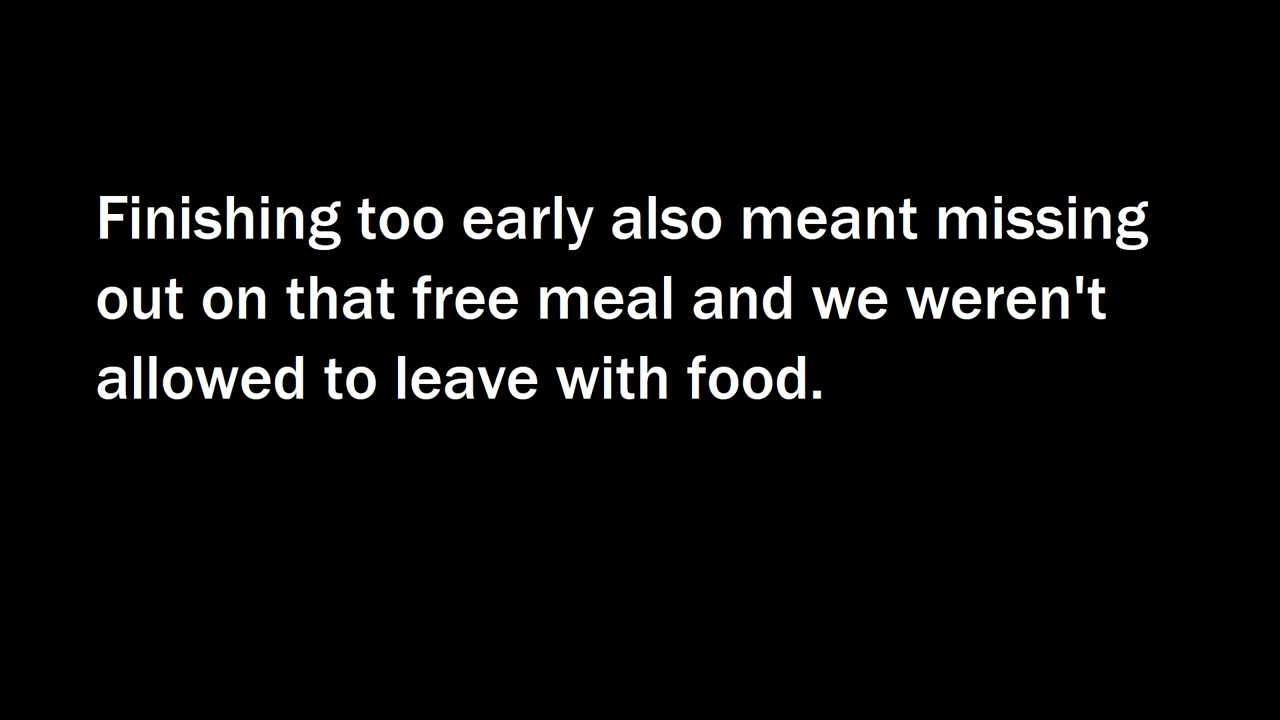 Finishing too early also meant missing
out on that free meal and we weren't
allowed to leave with food.